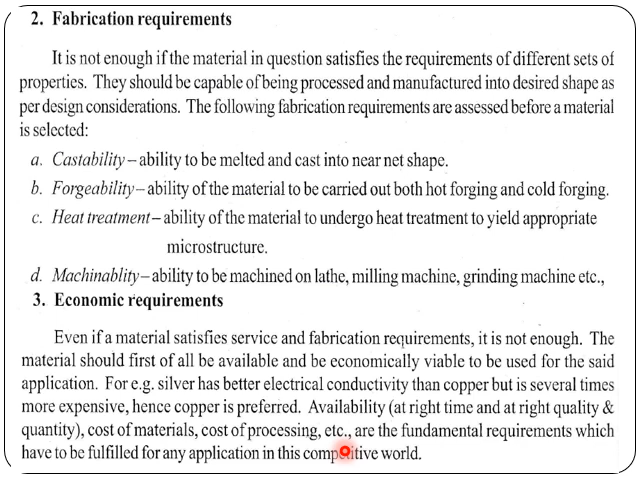 2. Fabrication requirements
It is not enough if the material in question satisfies the requirements of different sets of
properties. They should be capable of being processed and manufactured into desired shape as
per design considerations. The following fabrication requirements are assessed before a material
is selected:
a. Castability – ability to be melted and cast into near net shape.
b. Forgeability – ability of the material to be carried out both hot forging and cold forging.
c. Heat treatment – ability of the material to undergo heat treatment to yield appropriate
microstructure.
d. Machinablity – ability to be machined on lathe, milling machine, grinding machine etc.,
3. Economic requirements
Even if a material satisfies service and fabrication requirements, it is not enough. The
material should first of all be available and be economically viable to be used for the said
application. For e.g. silver has better electrical conductivity than copper but is several times
more expensive, hence copper is preferred. Availability (at right time and at right quality &
quantity), cost of materials, cost of processing, etc., are the fundamental requirements which
have to be fulfilled for any application in this competitive world.